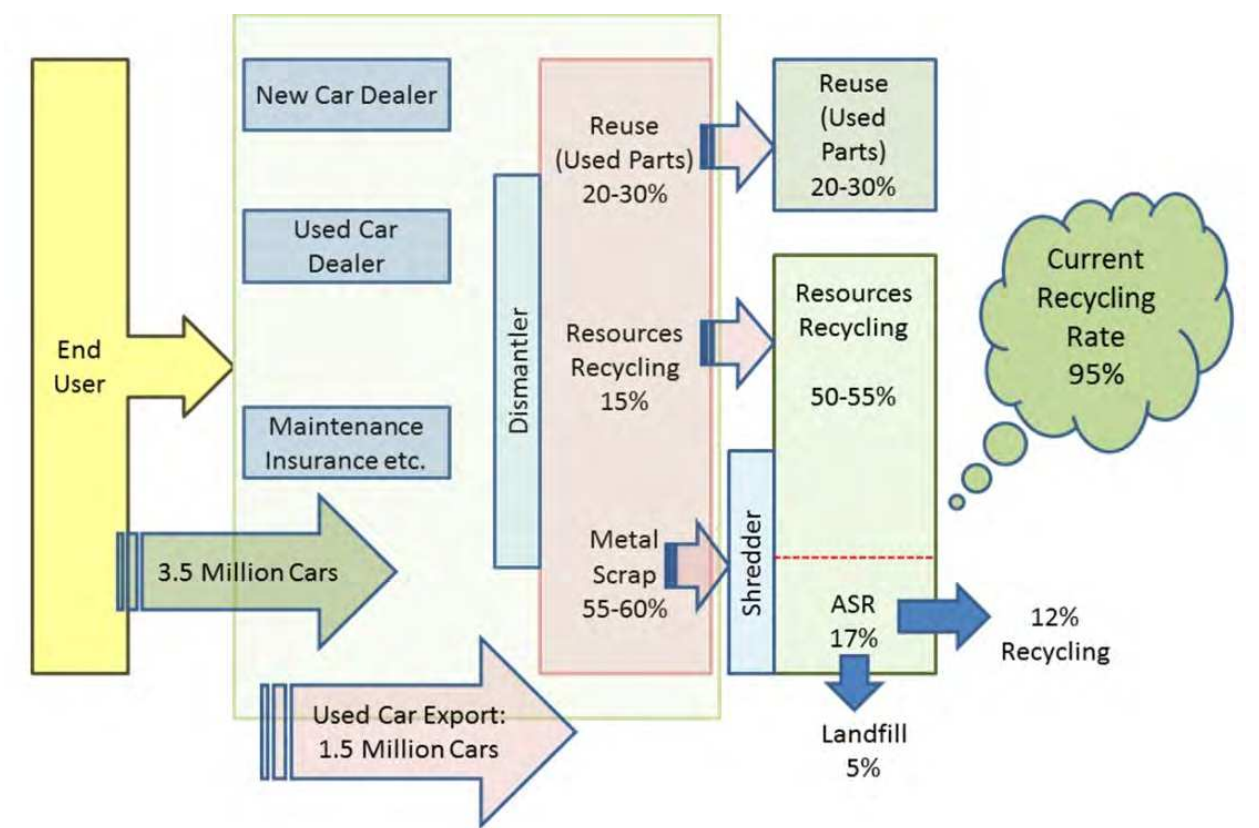 End
User
New Car Dealer
Used Car
Dealer
Maintenance
Insurance etc.
3.5 Million Cars
Used Car Export:
1.5 Million Cars
Dismantler
Reuse
(Used Parts)
20-30%
Resources
Recycling
15%
Metal
Scrap
55-60%
Shredder
Reuse
(Used
Parts)
20-30%
Resources
Recycling
50-55%
ASR
17%
12%
Recycling
Landfill
5%
Current
Recycling
Rate
95%